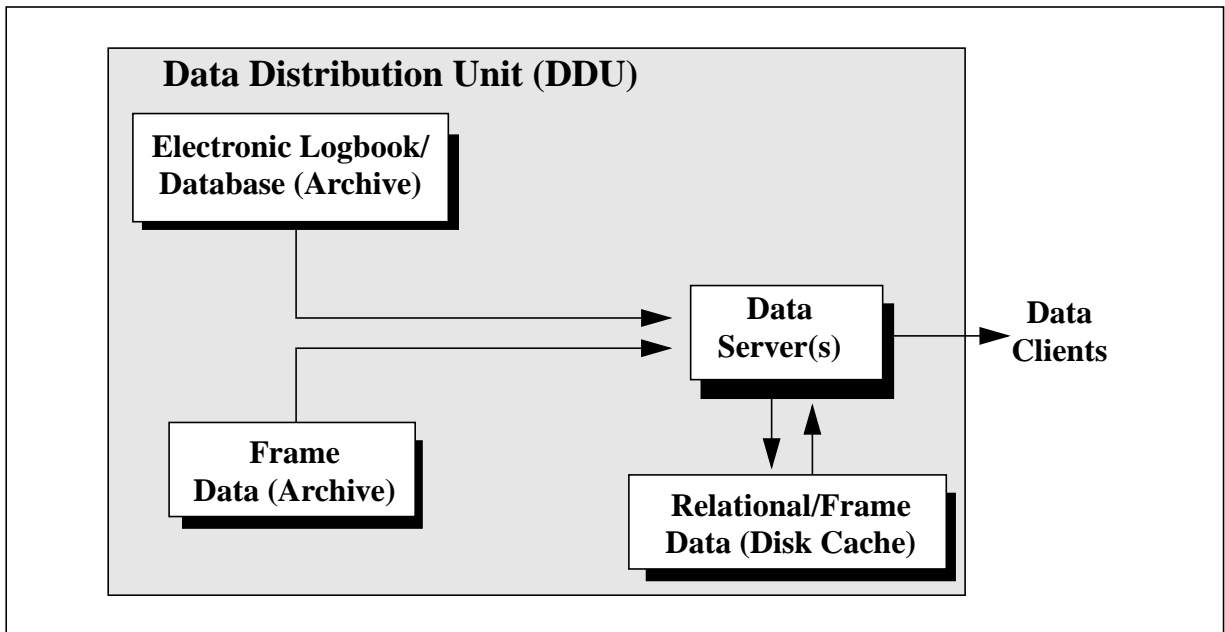 Data Distribution Unit (DDU)
Electronic Logbook/
Database (Archive)
Data
Server(s)
Data
Clients
Frame
Data (Archive)
Relational/Frame
Data (Disk Cache)